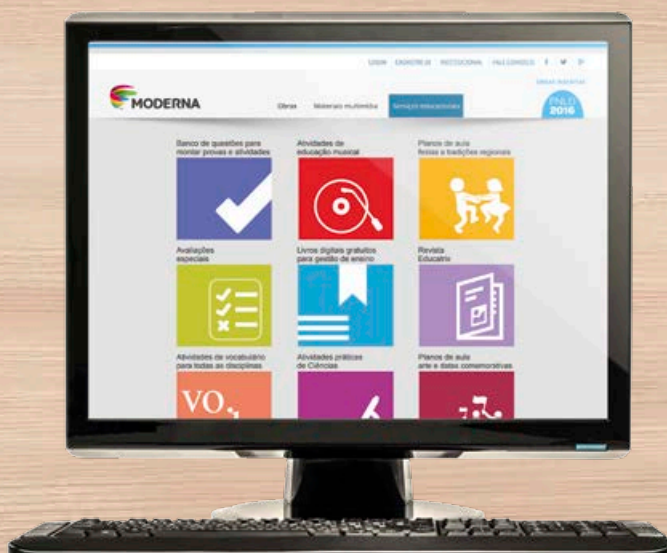 LOGIN CADASTRE-SE INSTITUCIONAL FALE CONOSCO f
MODERNA
Obras Materiais multimídia Serviços educacionais
PNLD
2016
Banco de questões para
montar provas e atividades
Atividades de
educação musical
Planos de aula
festas e tradições regionais
Avaliações
especiais
Livros digitais gratuitos
para gestão de ensino
Revista
Educatrix
Atividades de vocabulário
para todas as disciplinas
Atividades práticas
de Ciências
Planos de aula
arte e datas comemorativas
VO